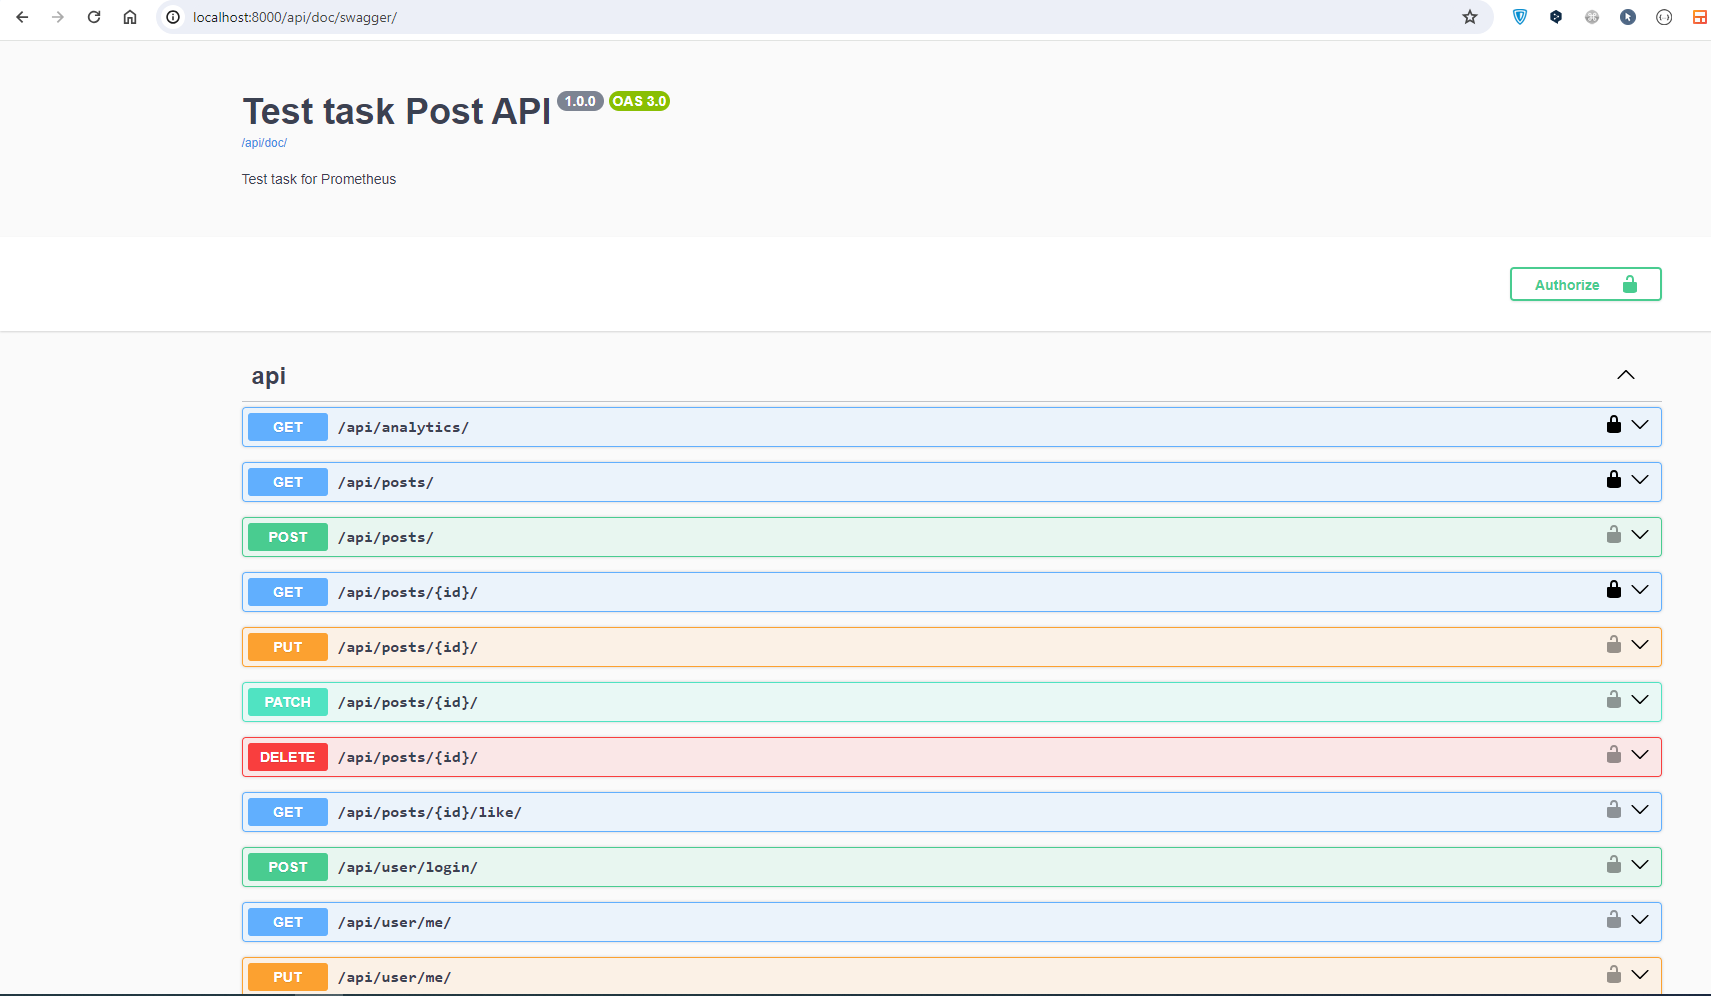 localhost:8000/api/doc/swagger/
Test task Post API 1.0.0 OAS 3.0
/api/doc/
Test task for Prometheus
Authorize
api
GET /api/analytics/
GET /api/posts/
POST /api/posts/
GET /api/posts/{id}/
PUT /api/posts/{id}/
PATCH /api/posts/{id}/
DELETE /api/posts/{id}/
GET /api/posts/{id}/like/
POST /api/user/login/
GET /api/user/me/
PUT /api/user/me/